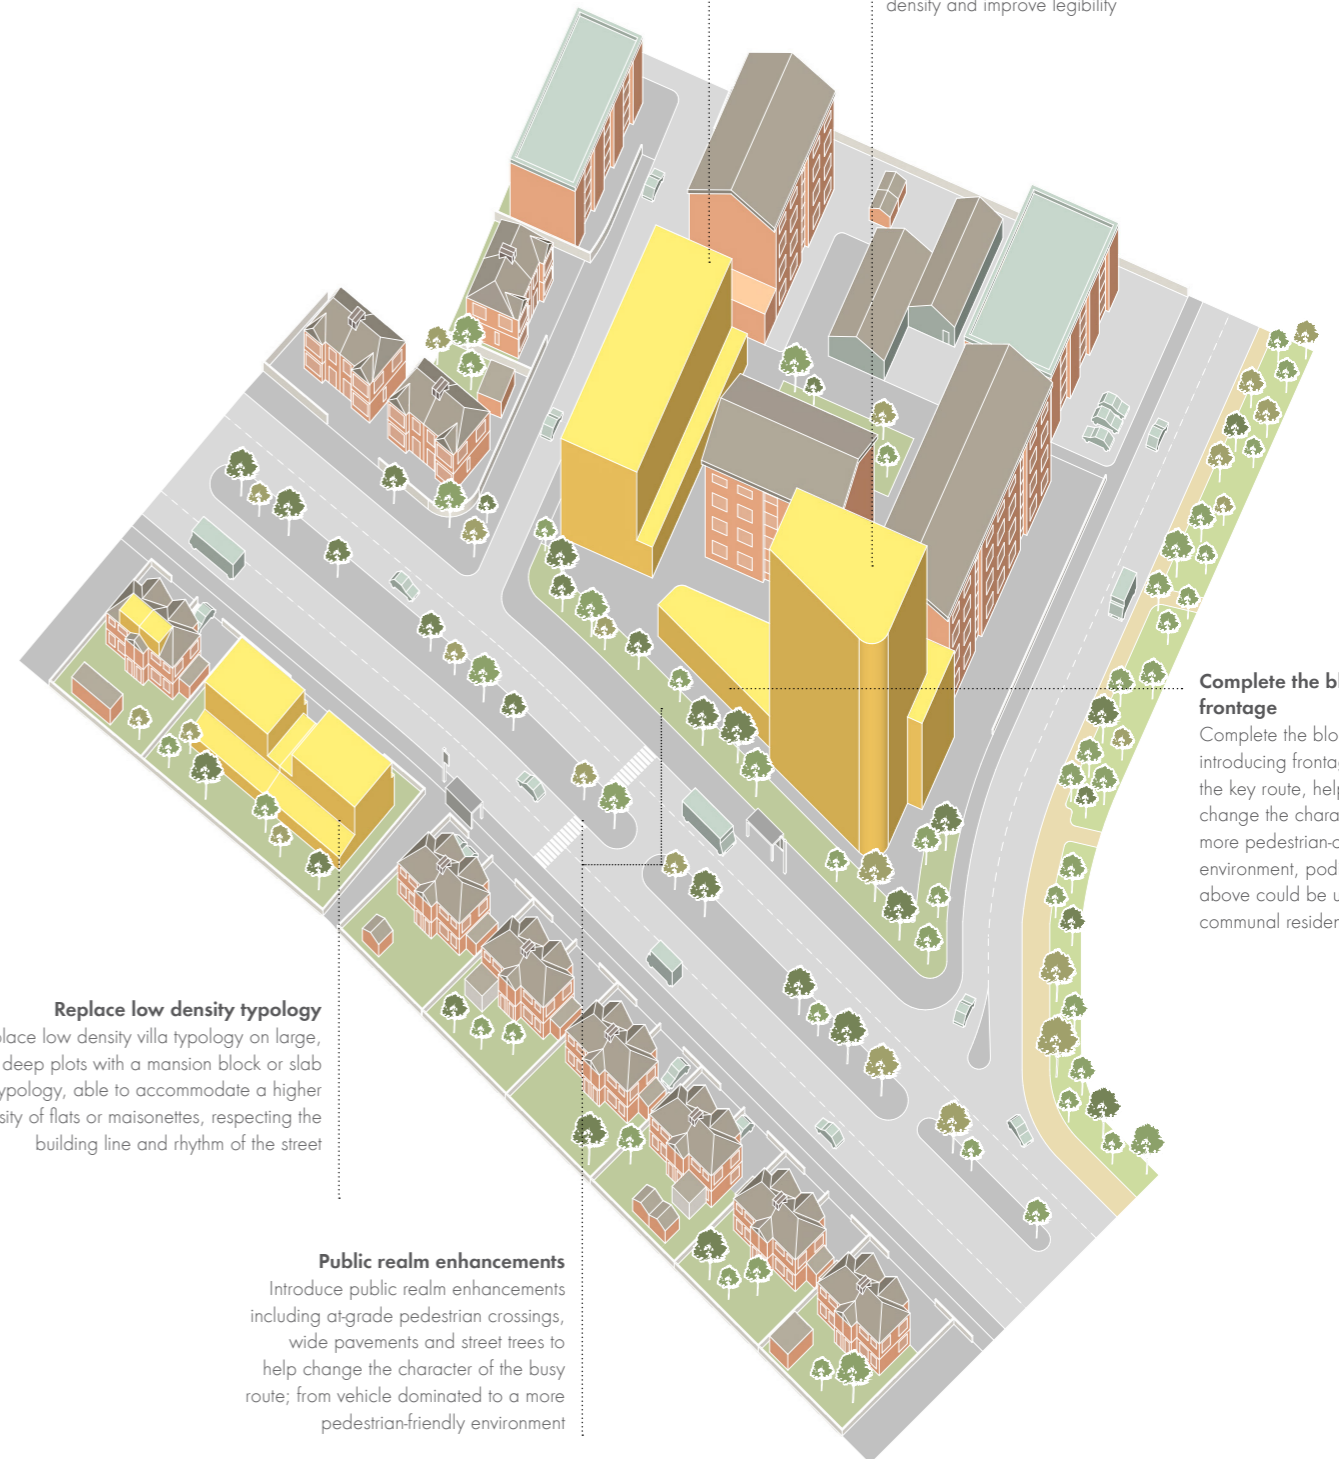 density and improve legibility
Complete the bl
frontage
Complete the blo
introducing fronta
the key route, help
change the chara
more pedestrian-o
environment, pod
above could be u
communal residen
Replace low density typology
place low density villa typology on large,
deep plots with a mansion block or slab
ypology, able to accommodate a higher
sity of flats or maisonettes, respecting the
building line and rhythm of the street
Public realm enhancements
Introduce public realm enhancements
including at-grade pedestrian crossings,
wide pavements and street trees to
help change the character of the busy
route; from vehicle dominated to a more
pedestrian-friendly environment